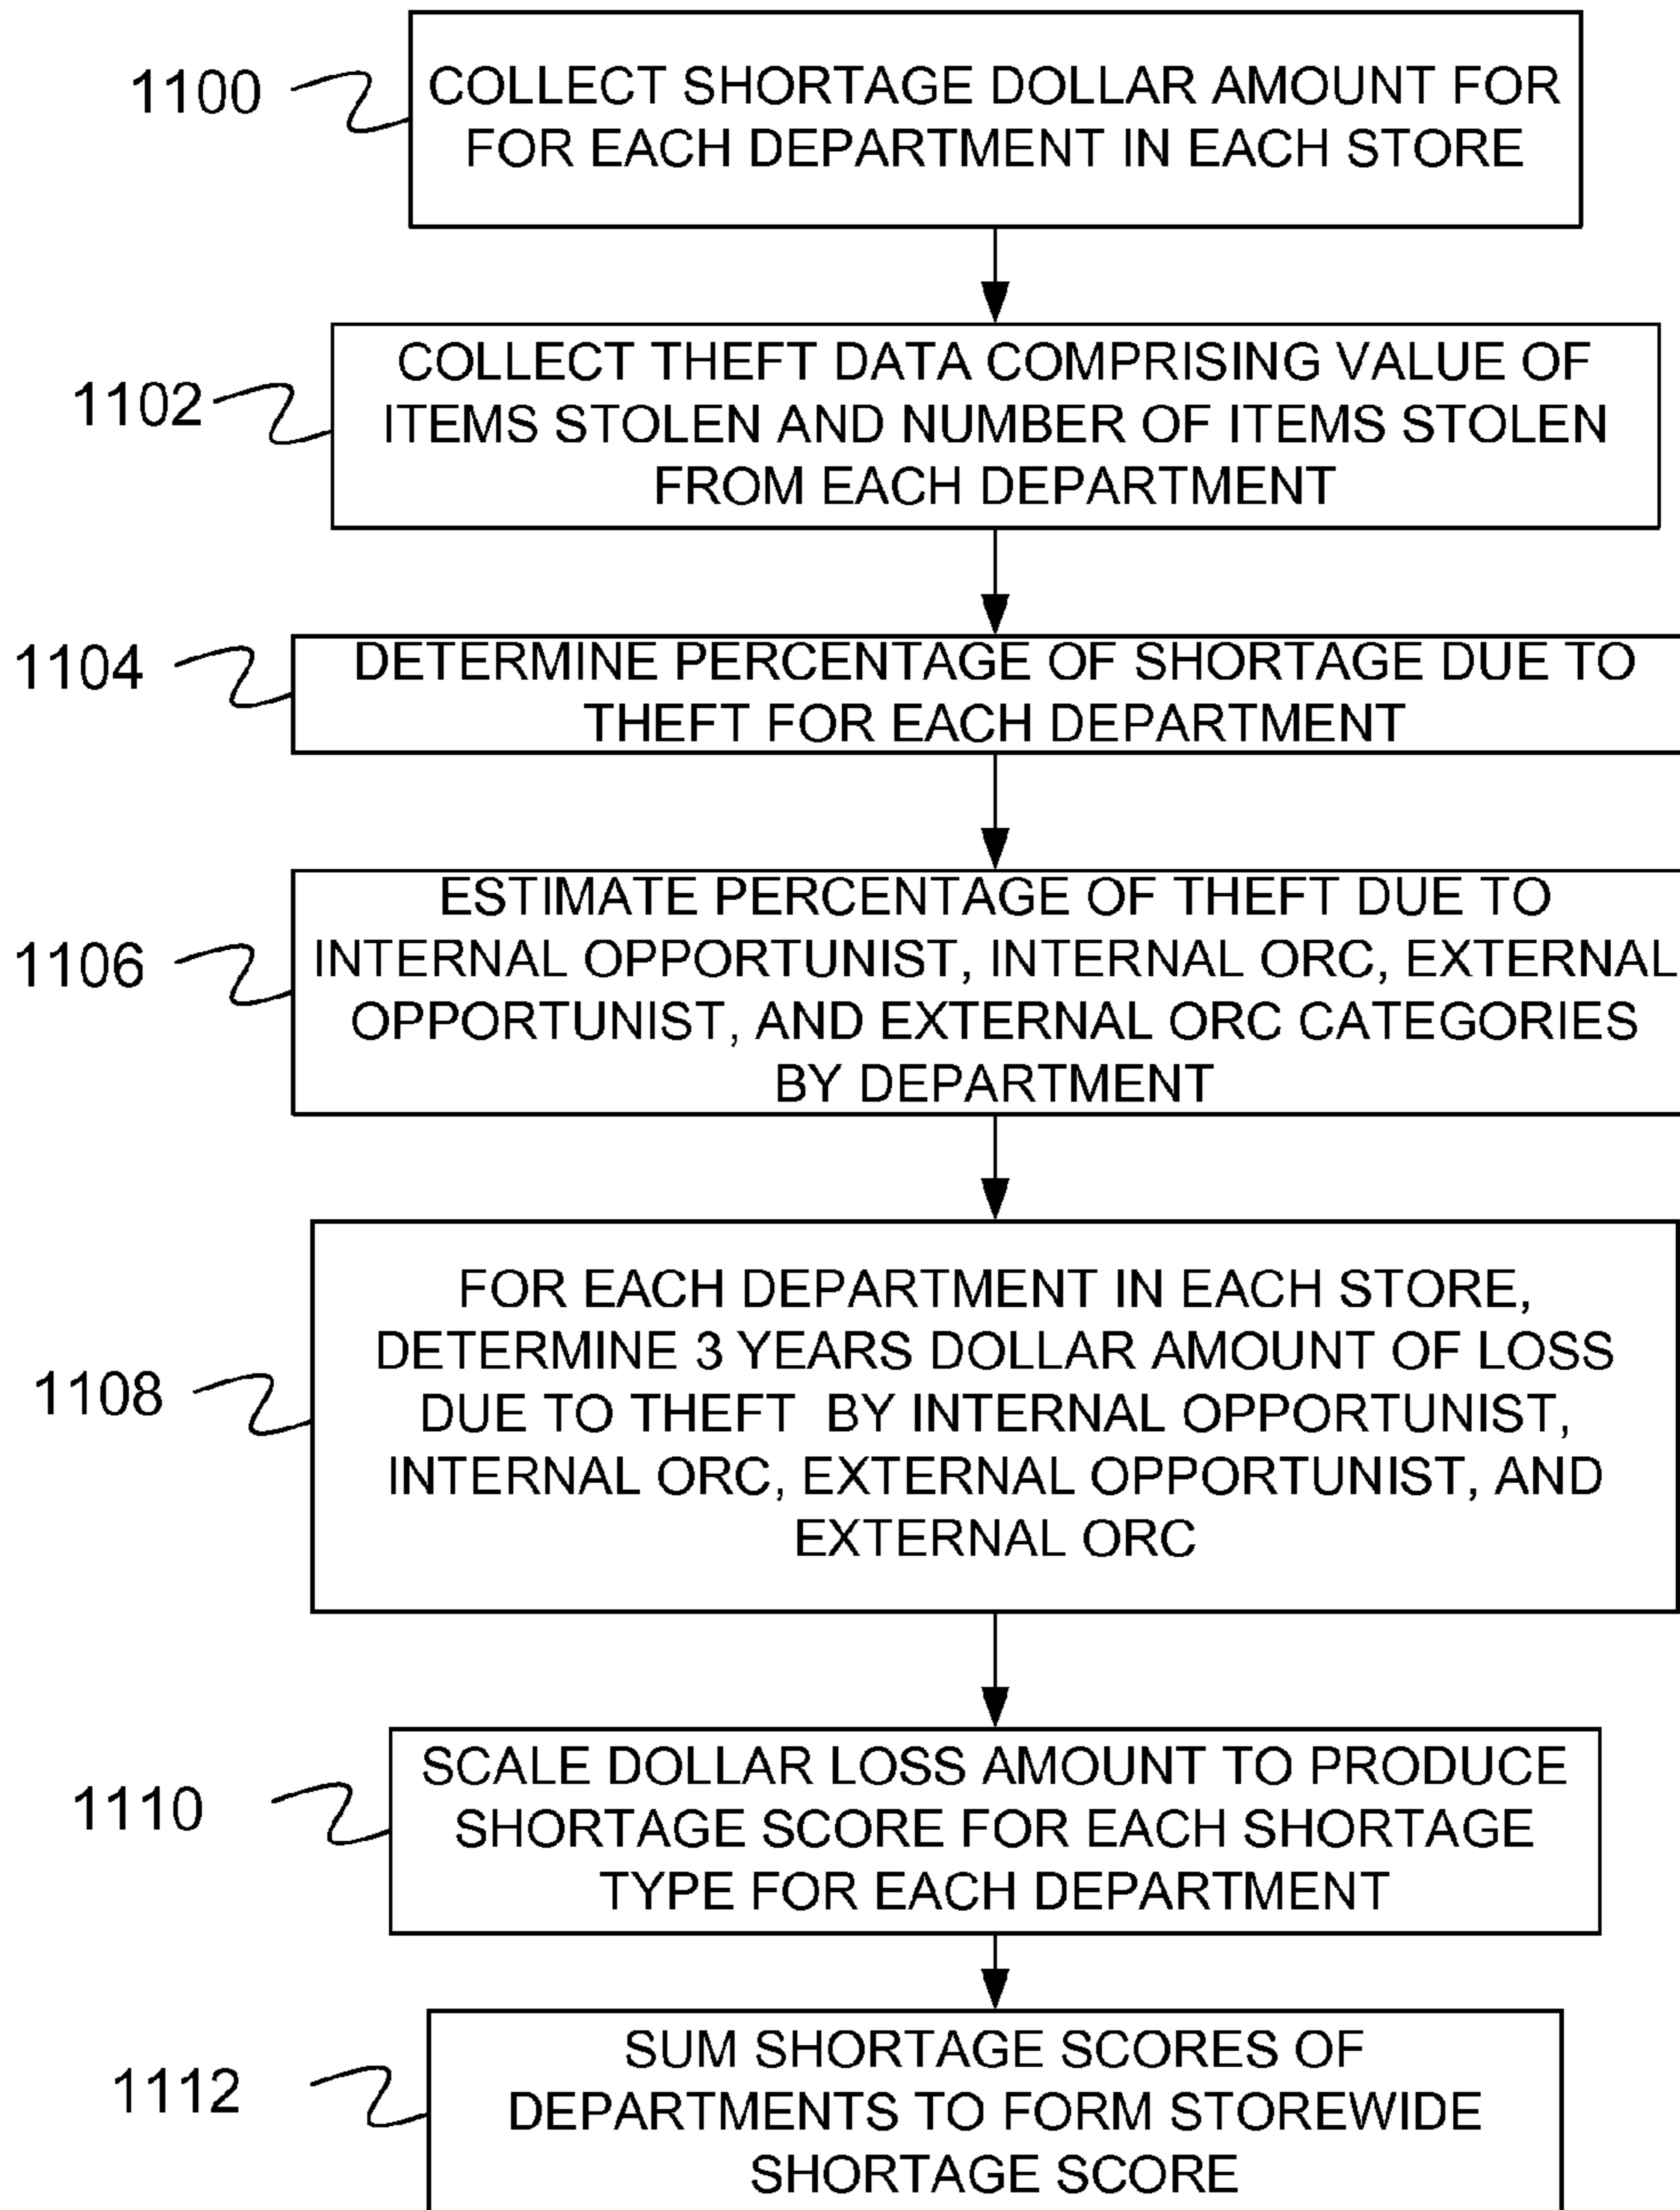 1100
COLLECT SHORTAGE DOLLAR AMOUNT FOR
FOR EACH DEPARTMENT IN EACH STORE
1102
COLLECT THEFT DATA COMPRISING VALUE OF
ITEMS STOLEN AND NUMBER OF ITEMS STOLEN
FROM EACH DEPARTMENT
1104
DETERMINE PERCENTAGE OF SHORTAGE DUE TO
THEFT FOR EACH DEPARTMENT
1106
ESTIMATE PERCENTAGE OF THEFT DUE TO
INTERNAL OPPORTUNIST, INTERNAL ORC, EXTERNAL
OPPORTUNIST, AND EXTERNAL ORC CATEGORIES
BY DEPARTMENT
1108
FOR EACH DEPARTMENT IN EACH STORE,
DETERMINE 3 YEARS DOLLAR AMOUNT OF LOSS
DUE TO THEFT BY INTERNAL OPPORTUNIST,
INTERNAL ORC, EXTERNAL OPPORTUNIST, AND
EXTERNAL ORC
1110
SCALE DOLLAR LOSS AMOUNT TO PRODUCE
SHORTAGE SCORE FOR EACH SHORTAGE
TYPE FOR EACH DEPARTMENT
1112
SUM SHORTAGE SCORES OF
DEPARTMENTS TO FORM STOREWIDE
SHORTAGE SCORE